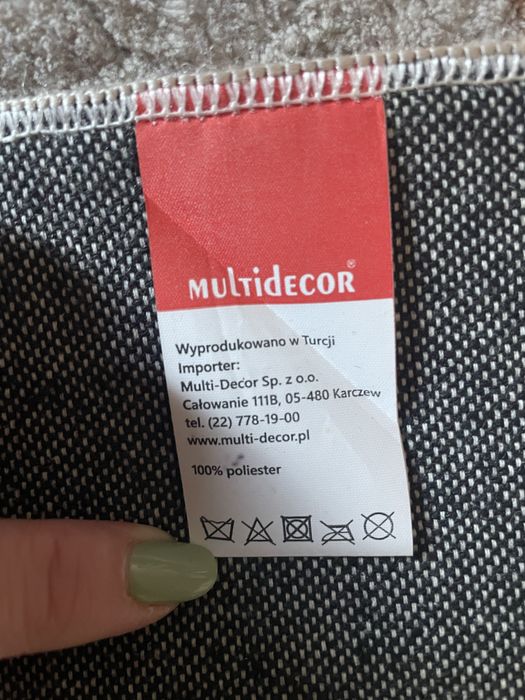 MULTIDECOR®
Wyprodukowano w Turcji
Importer:
Multi-Decor Sp. z o.o.
Całowanie 111B, 05-480 Karczew
tel. (22) 778-19-00
www.multi-decor.pl
100% poliester